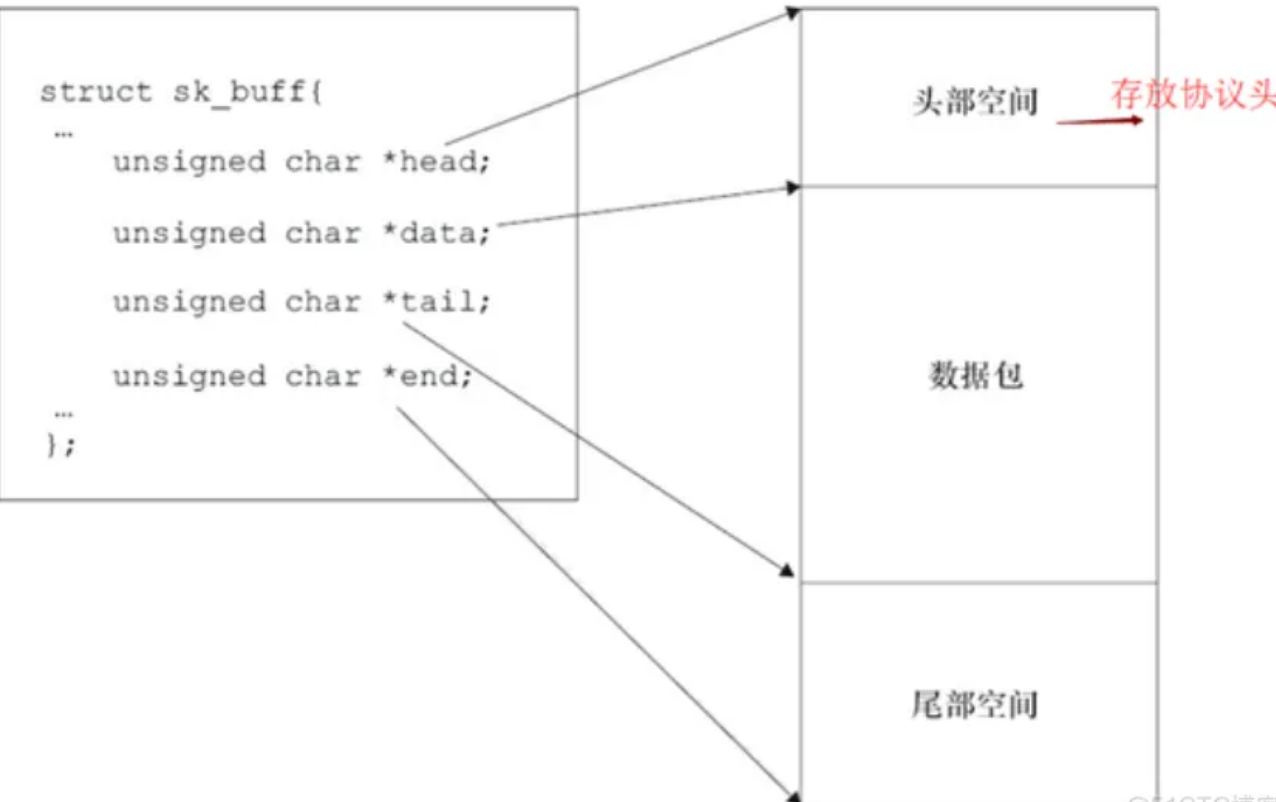 struct sk_buff{
…
unsigned char *head;
unsigned char *data;
unsigned char *tail;
unsigned char *end;
…
};
头部空间
存放协议头
数据包
尾部空间